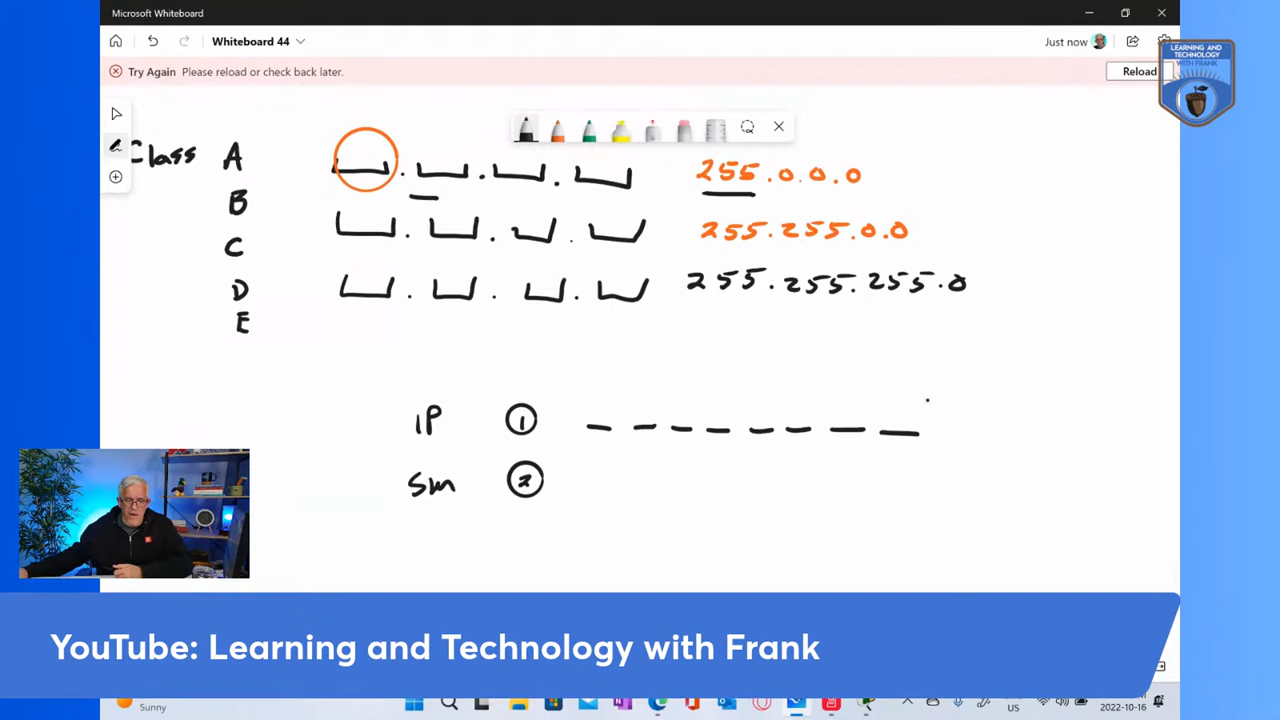 Microsoft Whiteboard
Whiteboard 44
Just now
LEARNING AND
TECHNOLOGY
WITH FRANK
Try Again Please reload or check back later.
Reload
Class A 255.0.0.0
B
255.255.0.0
C
D 255.255.255.0
E
IP 1
Sm 2
YouTube: Learning and Technology with Frank
Sunny
US
2022-10-16